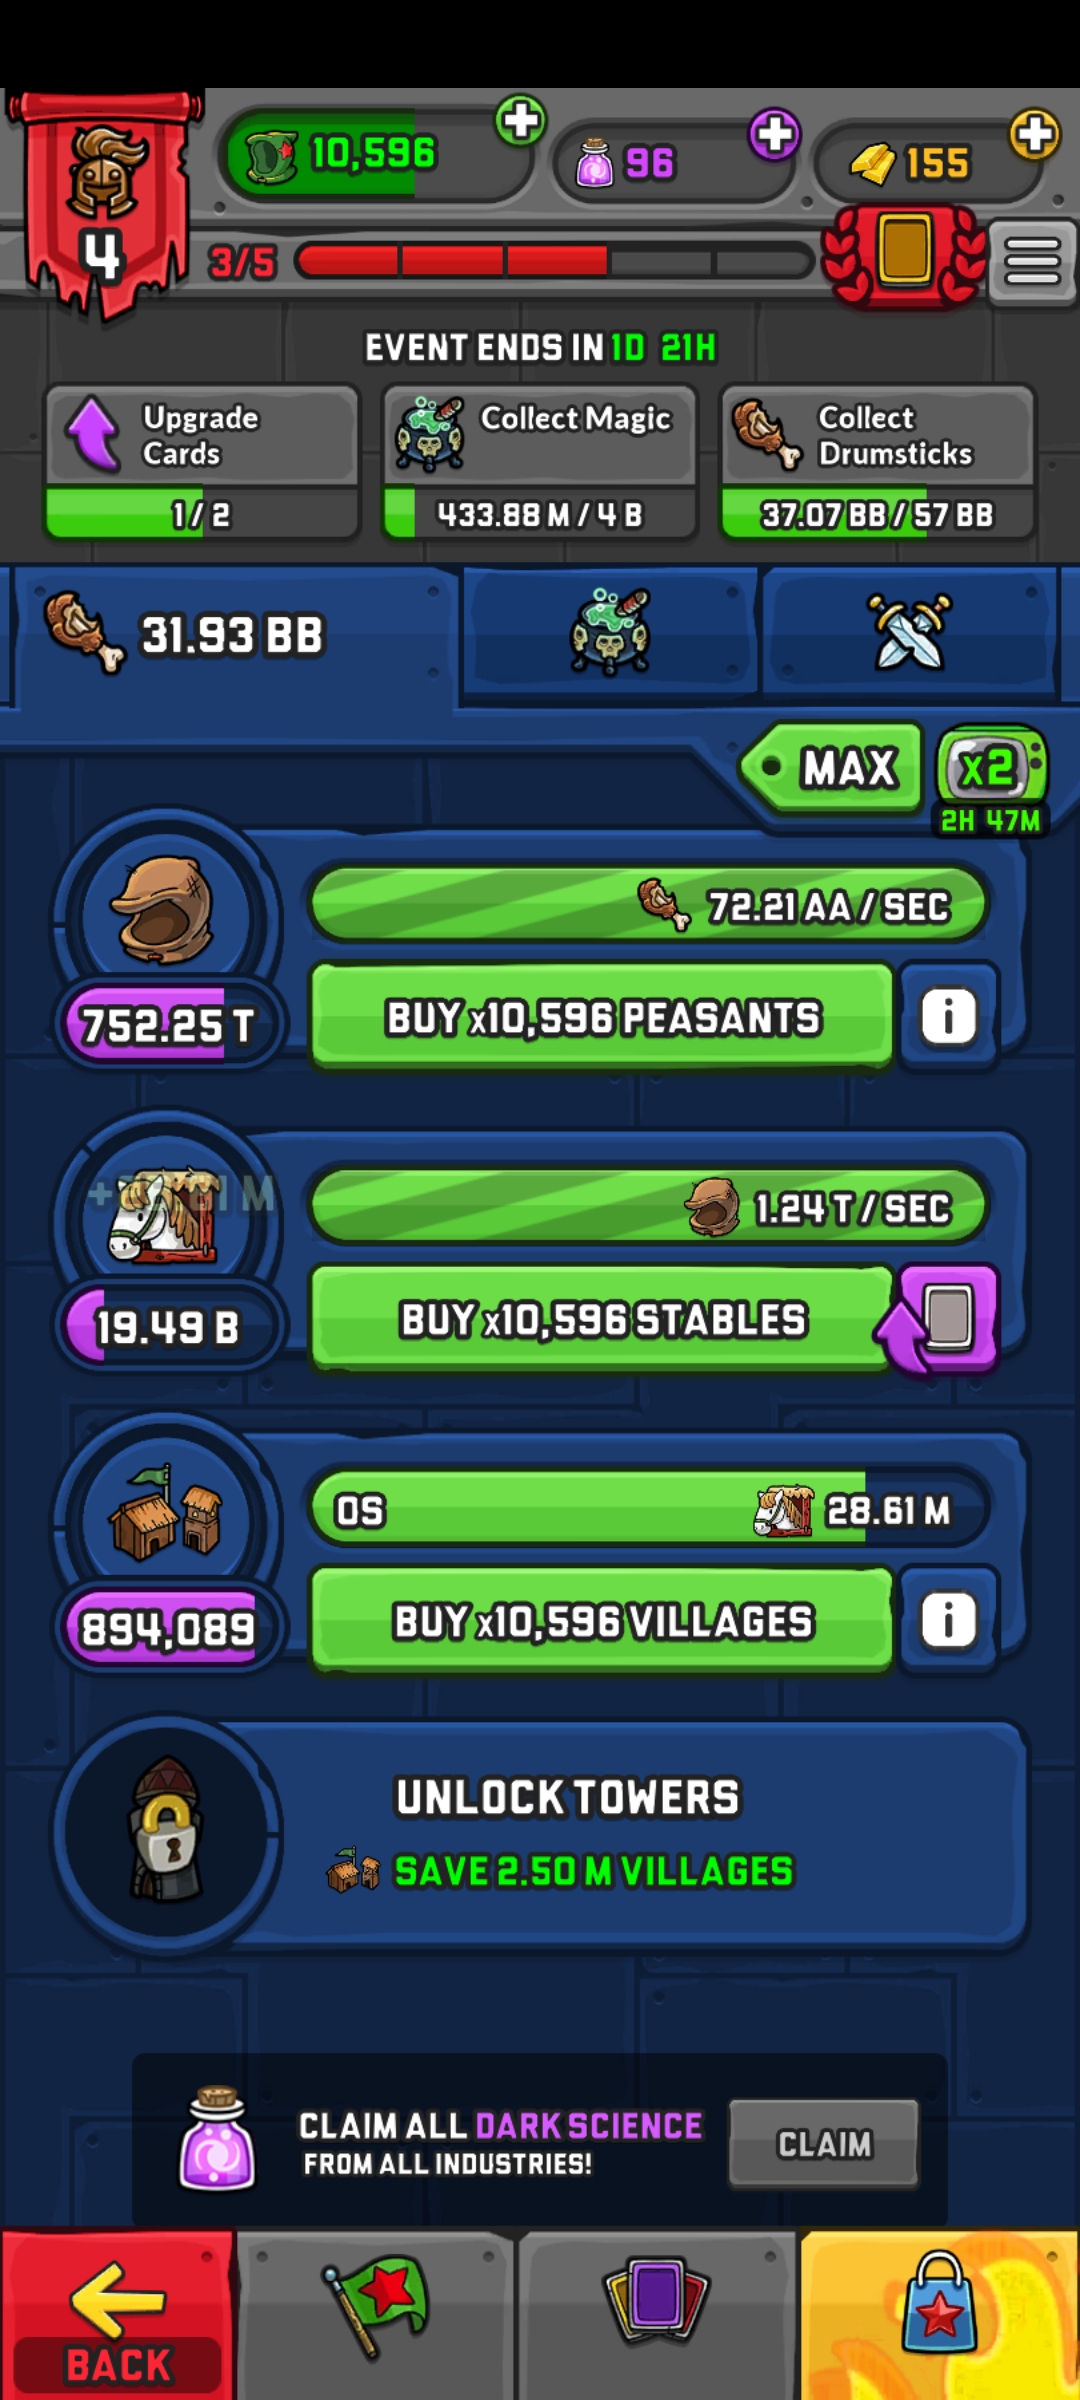 10,596
96
155
4
3/5
EVENT ENDS IN 1D 21H
Upgrade
Cards
1 / 2
Collect Magic
433.88 M / 4 B
Collect
Drumsticks
37.07 BB / 57 BB
31.93 BB
MAX
x2
2H 47M
72.21 AA / SEC
752.25 T
BUY x10,596 PEASANTS
i
1.24 T / SEC
19.49 B
BUY x10,596 STABLES
0S
28.61 M
894,089
BUY x10,596 VILLAGES
i
UNLOCK TOWERS
SAVE 2.50 M VILLAGES
CLAIM ALL DARK SCIENCE
FROM ALL INDUSTRIES!
CLAIM
BACK